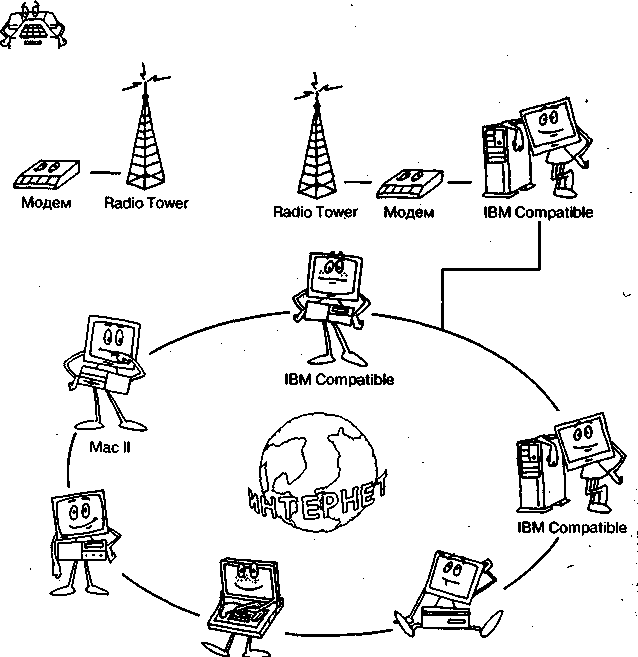 Модем
Radio Tower
Radio Tower
Модем
IBM Compatible
IBM Compatible
Mac II
ИНТЕРНЕТ
IBM Compatible